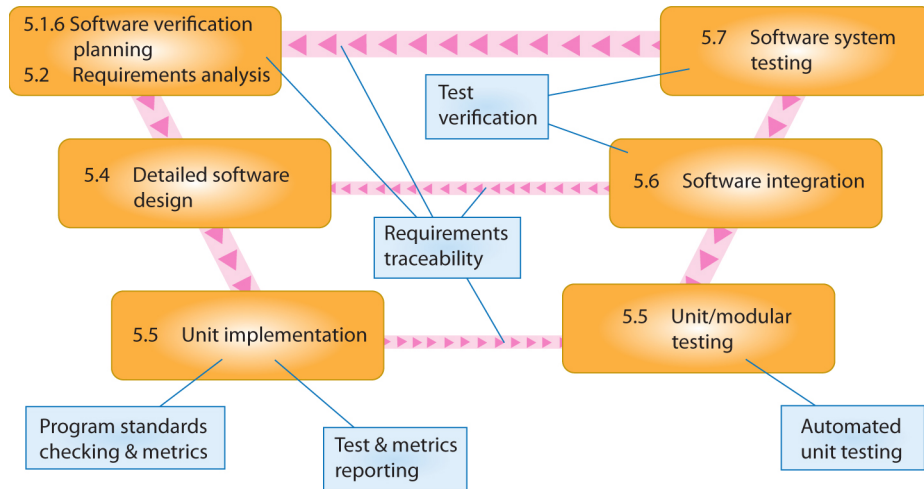 5.1.6 Software verification
planning
5.2 Requirements analysis
5.7 Software system
testing
Test
verification
5.4 Detailed software
design
5.6 Software integration
Requirements
traceability
5.5 Unit implementation
5.5 Unit/modular
testing
Program standards
checking & metrics
Test & metrics
reporting
Automated
unit testing